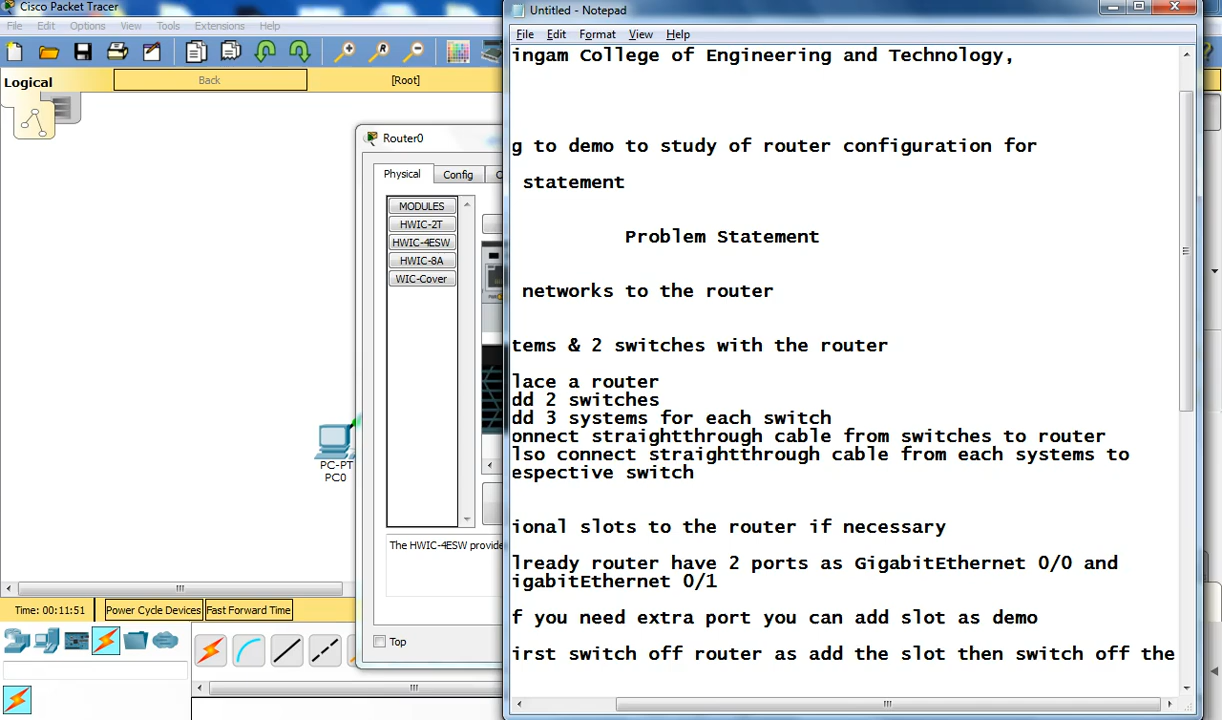 Cisco Packet Tracer
File Edit Options View Tools Extensions Help
Logical
Back
[Root]
Router0
Physical Config
MODULES
HWIC-2T
HWIC-4ESW
HWIC-8A
WIC-Cover
The HWIC-4ESW provide
Top
PC-PT
PC0
Time: 00:11:51 Power Cycle Devices Fast Forward Time
Untitled - Notepad
File Edit Format View Help
ingam College of Engineering and Technology,
g to demo to study of router configuration for
statement
Problem Statement
networks to the router
tems & 2 switches with the router
lace a router
dd 2 switches
dd 3 systems for each switch
onnect straightthrough cable from switches to router
lso connect straightthrough cable from each systems to
espective switch
ional slots to the router if necessary
lready router have 2 ports as GigabitEthernet 0/0 and
igabitEthernet 0/1
f you need extra port you can add slot as demo
irst switch off router as add the slot then switch off the